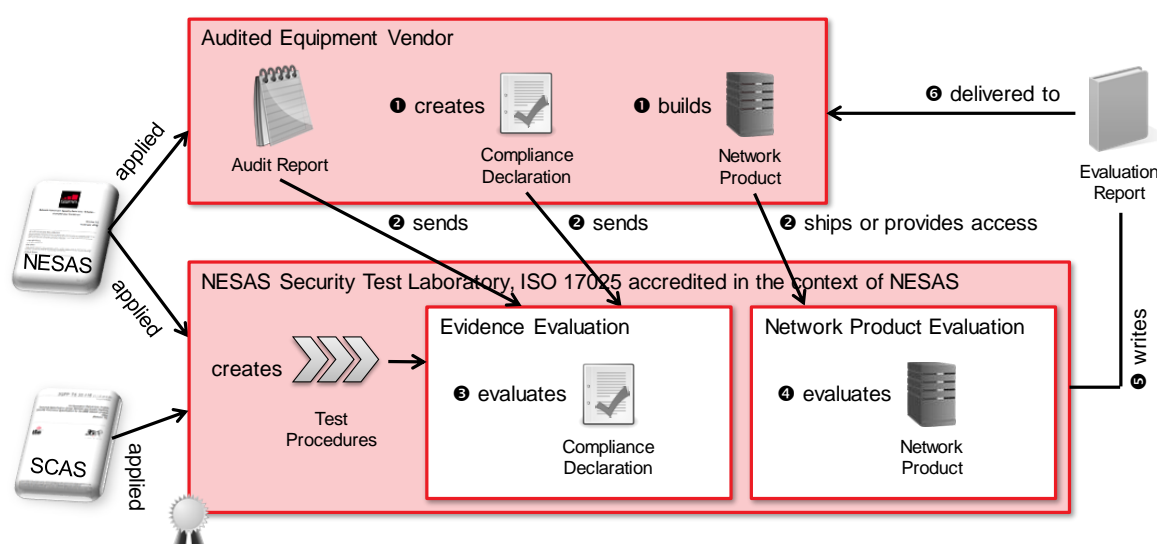 Audited Equipment Vendor
❶ creates
❶ builds
❻ delivered to
applied
Audit Report
Compliance
Declaration
Network
Product
Evaluation
Report
NESAS
❷ sends
❷ sends
❷ ships or provides access
applied
NESAS Security Test Laboratory, ISO 17025 accredited in the context of NESAS
Evidence Evaluation
Network Product Evaluation
creates
❸ evaluates
❹ evaluates
❺ writes
Test
Procedures
Compliance
Declaration
Network
Product
SCAS
applied